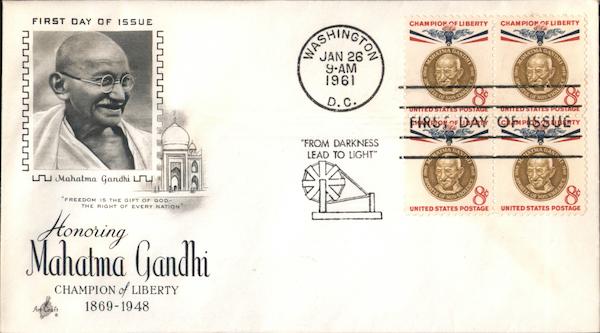 FIRST DAY OF ISSUE
Mahatma Gandhi
"FREEDOM IS THE GIFT OF GOD-
THE RIGHT OF EVERY NATION"
Honoring
Mahatma Gandhi
CHAMPION of LIBERTY
1869-1948
ArtCraft
WASHINGTON
JAN 26
9-AM
1961
D.C.
"FROM DARKNESS
LEAD TO LIGHT"
CHAMPION OF LIBERTY
MAHATMA GANDHI
8¢
UNITED STATES POSTAGE
CHAMPION OF LIBERTY
MAHATMA GANDHI
8¢
UNITED STATES POSTAGE
FIRST DAY OF ISSUE
8¢
UNITED STATES POSTAGE
8¢
UNITED STATES POSTAGE